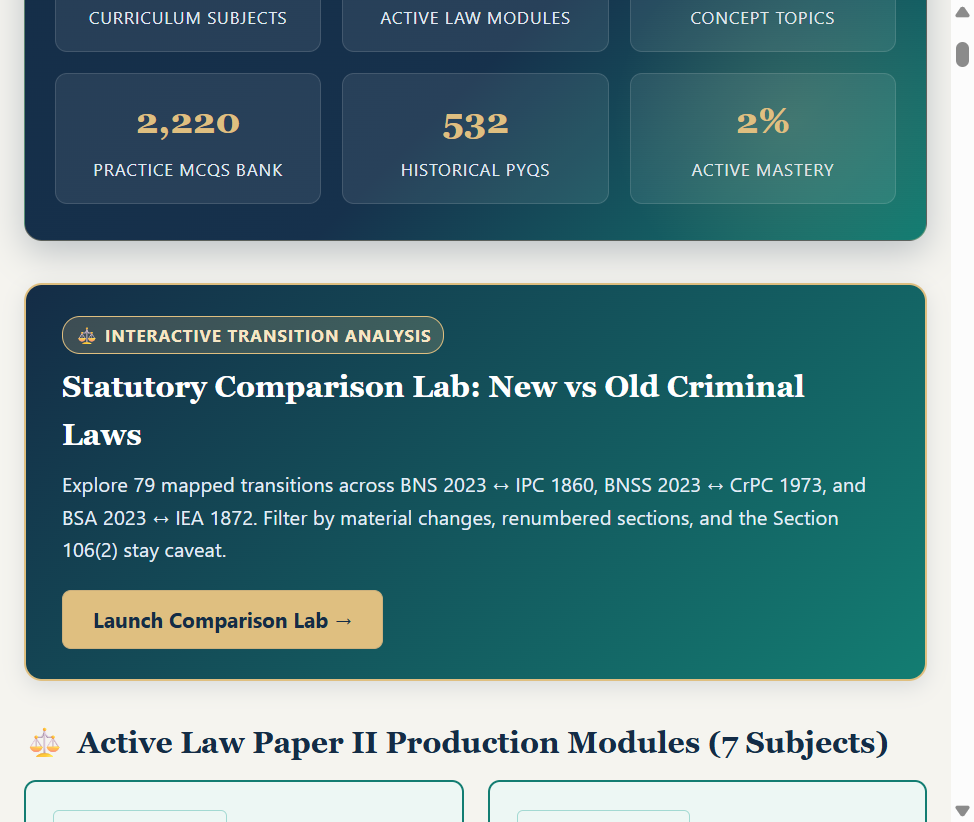 CURRICULUM SUBJECTS
ACTIVE LAW MODULES
CONCEPT TOPICS
2,220
PRACTICE MCQS BANK
532
HISTORICAL PYQS
2%
ACTIVE MASTERY
INTERACTIVE TRANSITION ANALYSIS
Statutory Comparison Lab: New vs Old Criminal
Laws
Explore 79 mapped transitions across BNS 2023 ↔ IPC 1860, BNSS 2023 ↔ CrPC 1973, and
BSA 2023 ↔ IEA 1872. Filter by material changes, renumbered sections, and the Section
106(2) stay caveat.
Launch Comparison Lab →
Active Law Paper II Production Modules (7 Subjects)